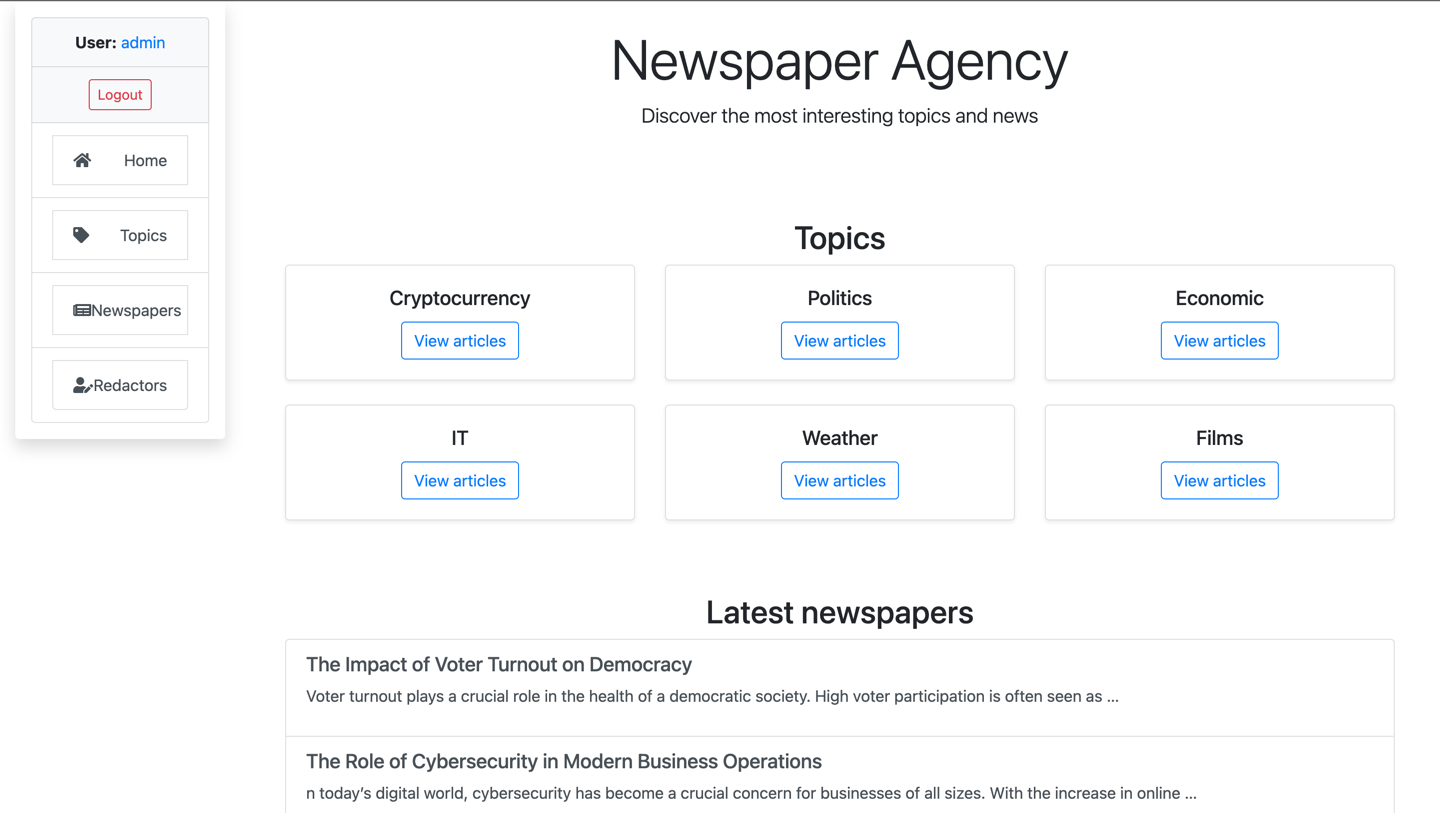 User: admin
Logout
Home
Topics
Newspapers
Redactors
Newspaper Agency
Discover the most interesting topics and news
Topics
Cryptocurrency
View articles
Politics
View articles
Economic
View articles
IT
View articles
Weather
View articles
Films
View articles
Latest newspapers
The Impact of Voter Turnout on Democracy
Voter turnout plays a crucial role in the health of a democratic society. High voter participation is often seen as ...
The Role of Cybersecurity in Modern Business Operations
n today’s digital world, cybersecurity has become a crucial concern for businesses of all sizes. With the increase in online ...